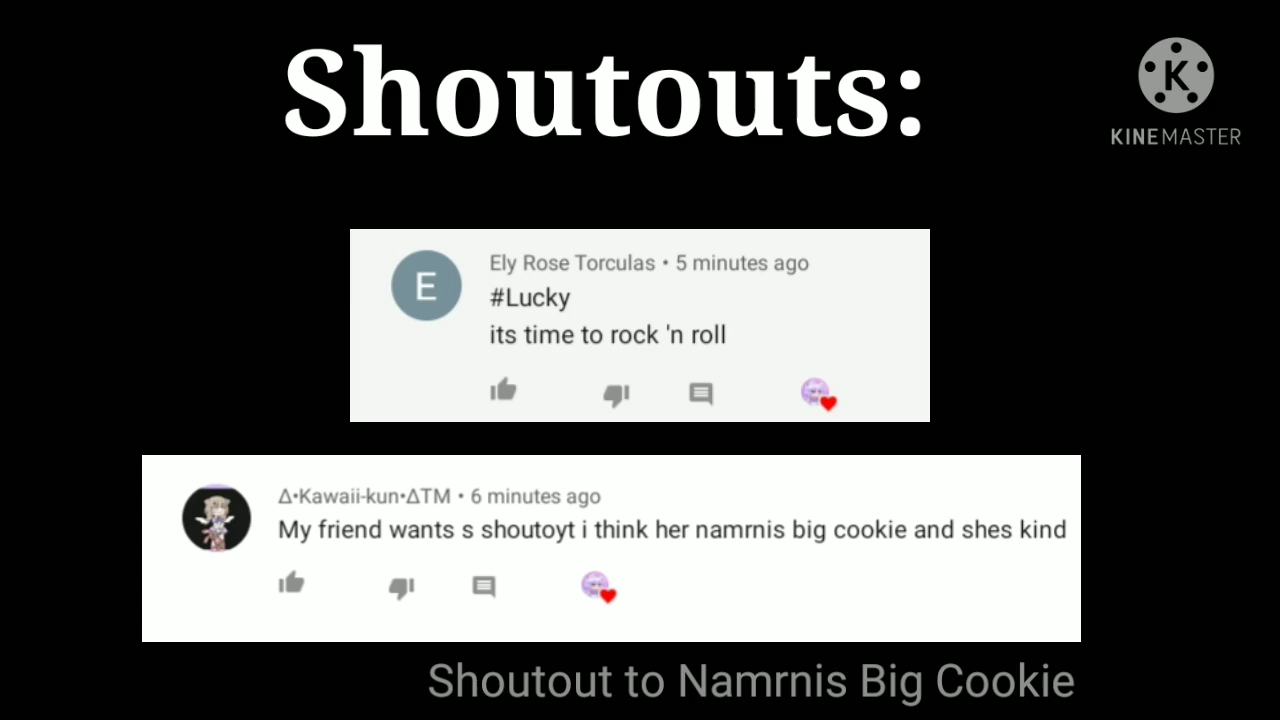 Shoutouts:
K
KINEMASTER
E
Ely Rose Torculas • 5 minutes ago
#Lucky
its time to rock 'n roll
Δ•Kawaii-kun•ΔTM • 6 minutes ago
My friend wants s shoutoyt i think her namrnis big cookie and shes kind
Shoutout to Namrnis Big Cookie